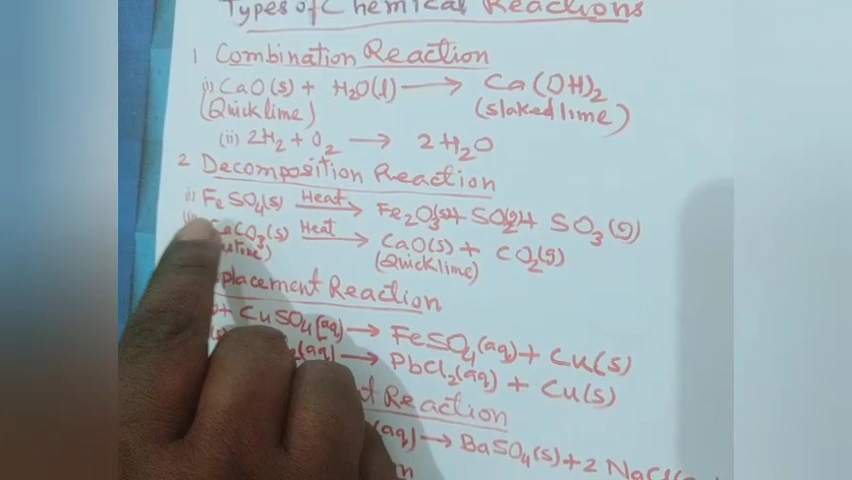 Types of Chemical Reactions
1 Combination Reaction
(i) CaO(s) + H₂O(l) → Ca(OH)₂
(Quicklime) (slaked lime)
(ii) 2H₂ + O₂ → 2H₂O
2 Decomposition Reaction
(i) FeSO₄(s) Heat→ Fe₂O₃(s)+ SO₂(g)+ SO₃(g)
CaCO₃(s) Heat→ CaO(s) + CO₂(g)
(Quicklime)
placement Reaction
+ CuSO₄(aq) → FeSO₄(aq) + Cu(s)
(aq) → PbCl₂(aq) + Cu(s)
Reaction
(aq) → BaSO₄(s) + 2 NaCl